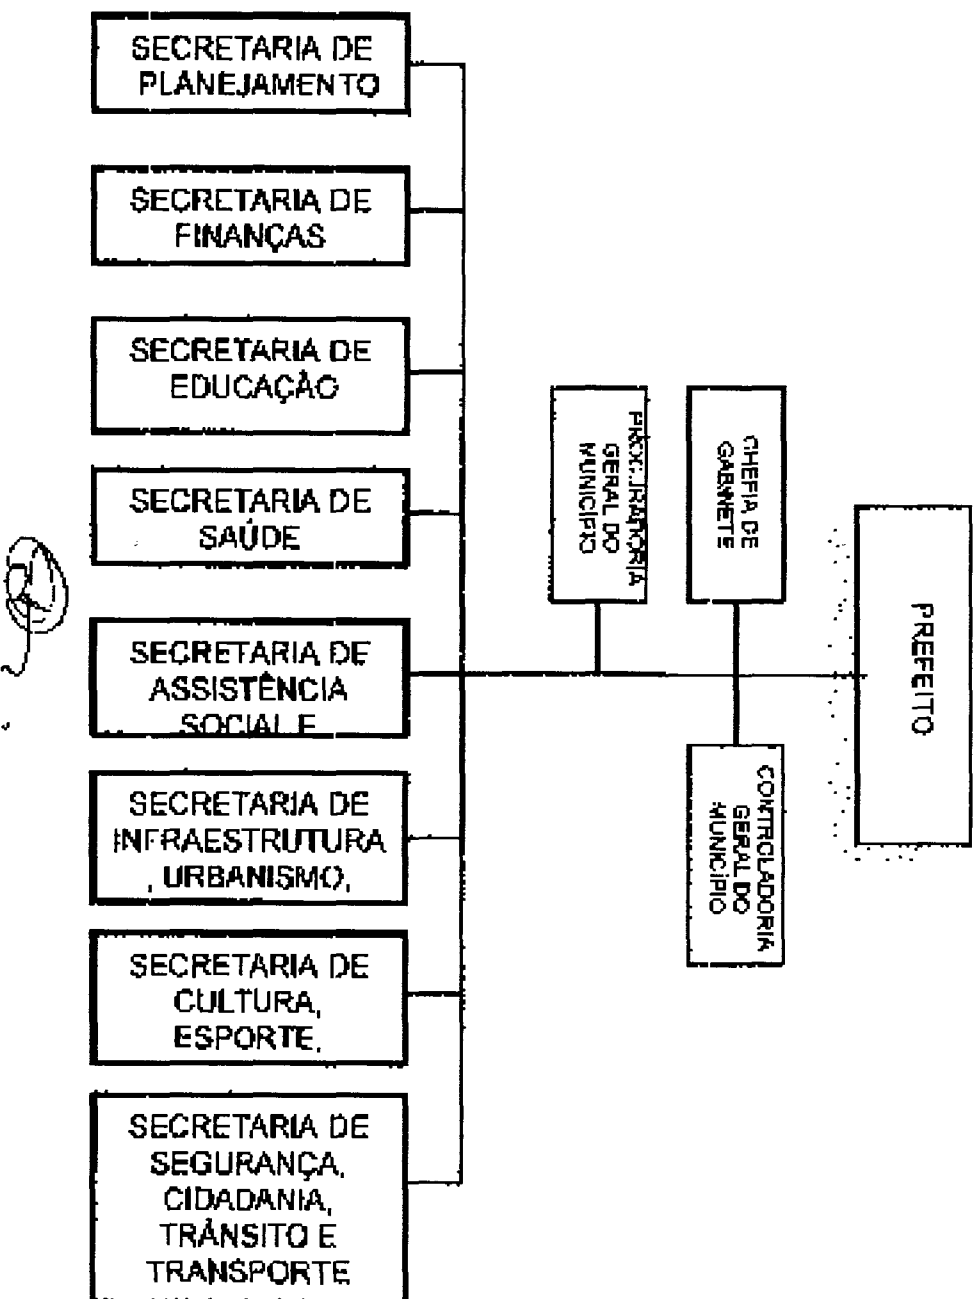 SECRETARIA DE
PLANEJAMENTO
SECRETARIA DE
FINANÇAS
SECRETARIA DE
EDUCAÇÃO
SECRETARIA DE
SAÚDE
SECRETARIA DE
ASSISTÊNCIA
SOCIAL E
SECRETARIA DE
INFRAESTRUTURA
, URBANISMO,
SECRETARIA DE
CULTURA,
ESPORTE,
SECRETARIA DE
SEGURANÇA,
CIDADANIA,
TRÂNSITO E
TRANSPORTE
PROCURADORIA
GERAL DO
MUNICÍPIO
CHEFIA DE
GABINETE
CONTROLADORIA
GERAL DO
MUNICÍPIO
PREFEITO